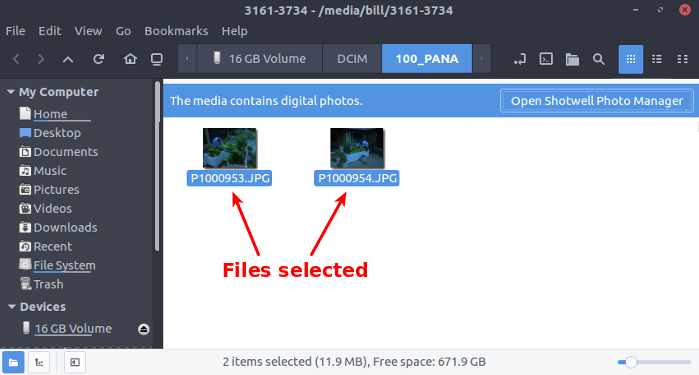 3161-3734 - /media/bill/3161-3734
File Edit View Go Bookmarks Help
16 GB Volume DCIM 100_PANA
My Computer
Home
Desktop
Documents
Music
Pictures
Videos
Downloads
Recent
File System
Trash
Devices
16 GB Volume
The media contains digital photos. Open Shotwell Photo Manager
P1000953.JPG P1000954.JPG
Files selected
2 items selected (11.9 MB), Free space: 671.9 GB